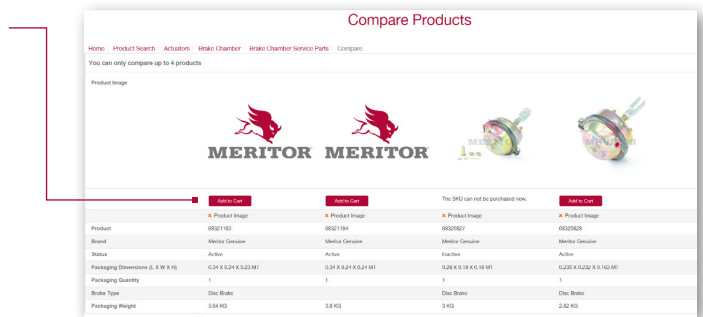 Compare Products
Home Product Search Actuators Brake Chamber Brake Chamber Service Parts Compare
You can only compare up to 4 products
Product Image
MERITOR MERITOR MERITOR MERITOR
Add to Cart Add to Cart The SKU can not be purchased new. Add to Cart
× Product Image × Product Image × Product Image × Product Image
Product 68321183 68321184 68320827 68320828
Brand Meritor Genuine Meritor Genuine Meritor Genuine Meritor Genuine
Status Active Active Inactive Active
Packaging Dimensions (L X W X H) 0.34 X 0.24 X 0.23 MT 0.34 X 0.24 X 0.24 MT 0.28 X 0.18 X 0.18 MT 0.235 X 0.232 X 0.163 MT
Packaging Quantity 1 1 1 1
Brake Type Disc Brake Disc Brake Disc Brake
Packaging Weight 3.64 KG 3.8 KG 3 KG 2.52 KG